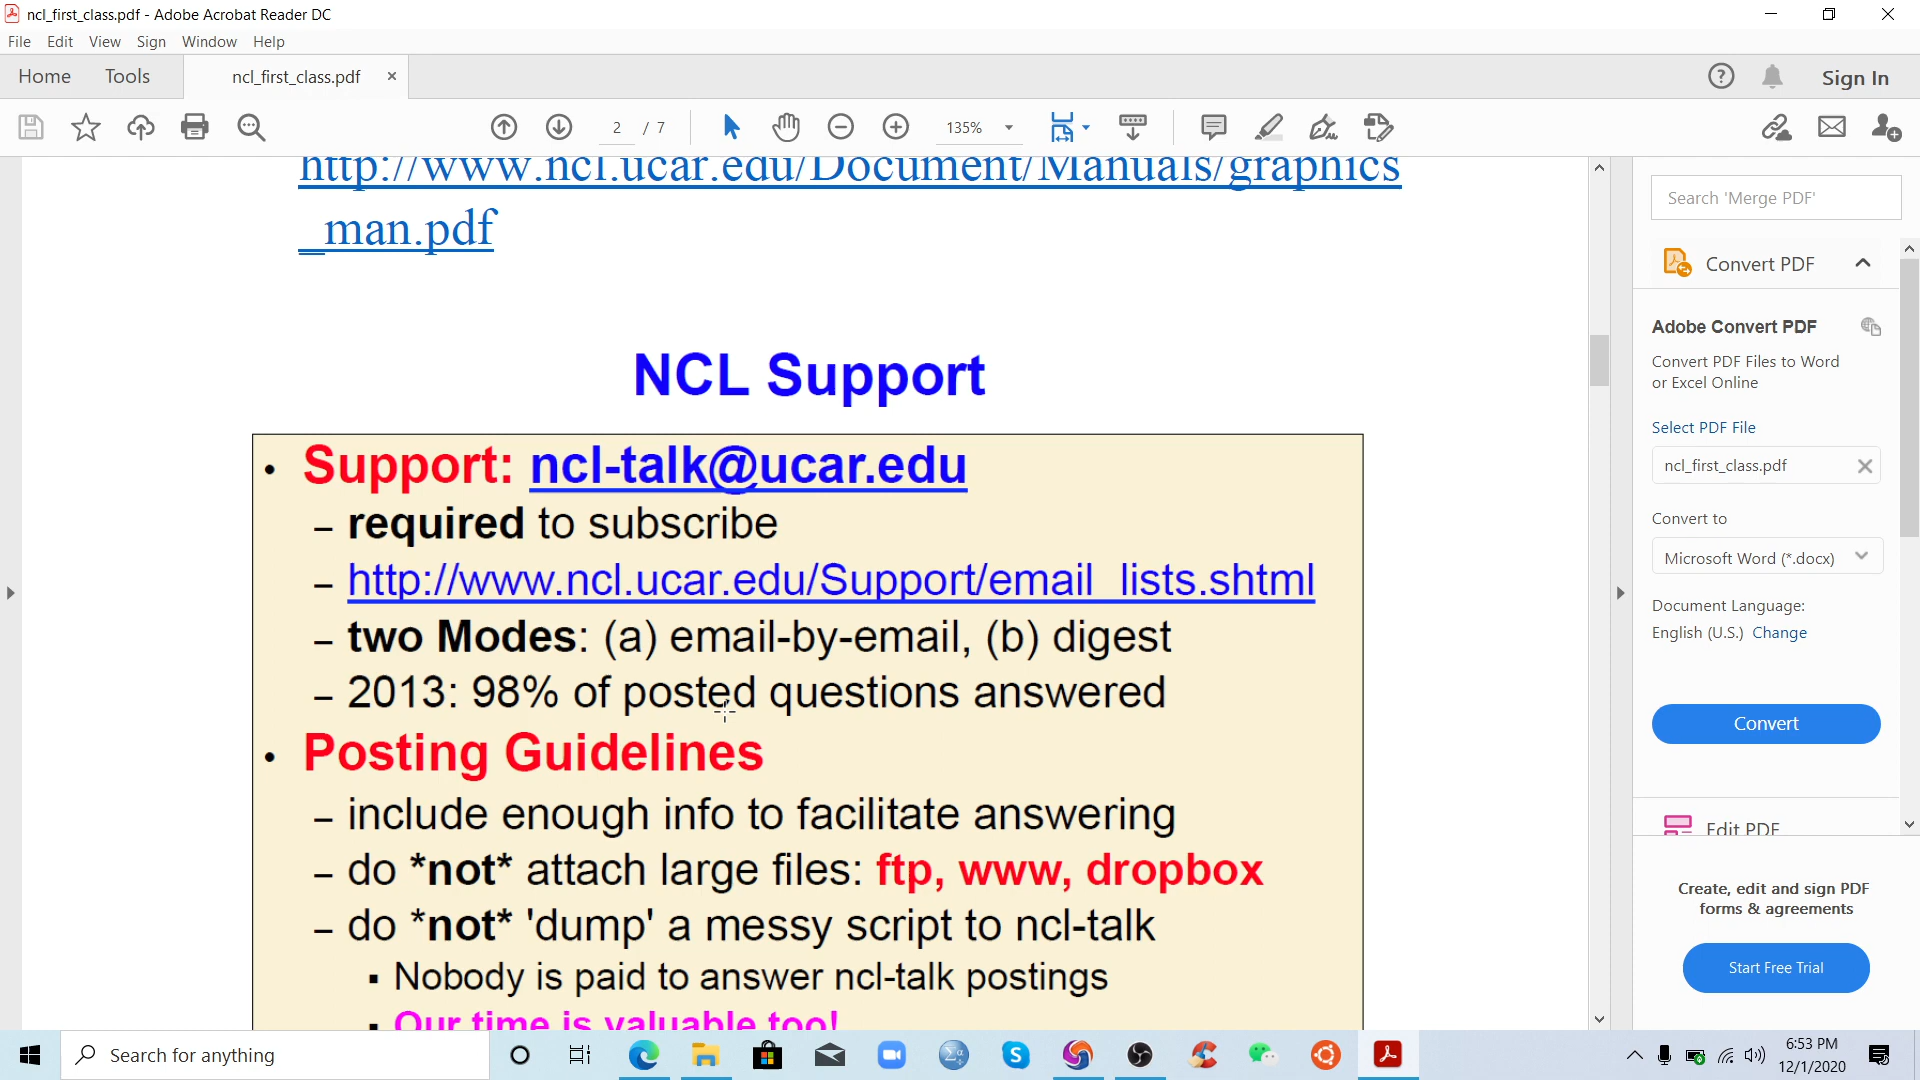 ncl_first_class.pdf - Adobe Acrobat Reader DC
File Edit View Sign Window Help
Home Tools ncl_first_class.pdf × Sign In
2 / 7 135%
http://www.ncl.ucar.edu/Document/Manuals/graphics
_man.pdf
NCL Support
• Support: ncl-talk@ucar.edu
– required to subscribe
– http://www.ncl.ucar.edu/Support/email_lists.shtml
– two Modes: (a) email-by-email, (b) digest
– 2013: 98% of posted questions answered
• Posting Guidelines
– include enough info to facilitate answering
– do *not* attach large files: ftp, www, dropbox
– do *not* 'dump' a messy script to ncl-talk
▪ Nobody is paid to answer ncl-talk postings
▪ Our time is valuable too!
Search 'Merge PDF'
Convert PDF
Adobe Convert PDF
Convert PDF Files to Word
or Excel Online
Select PDF File
ncl_first_class.pdf
Convert to
Microsoft Word (*.docx)
Document Language:
English (U.S.) Change
Convert
Edit PDF
Create, edit and sign PDF
forms & agreements
Start Free Trial
Search for anything
6:53 PM
12/1/2020